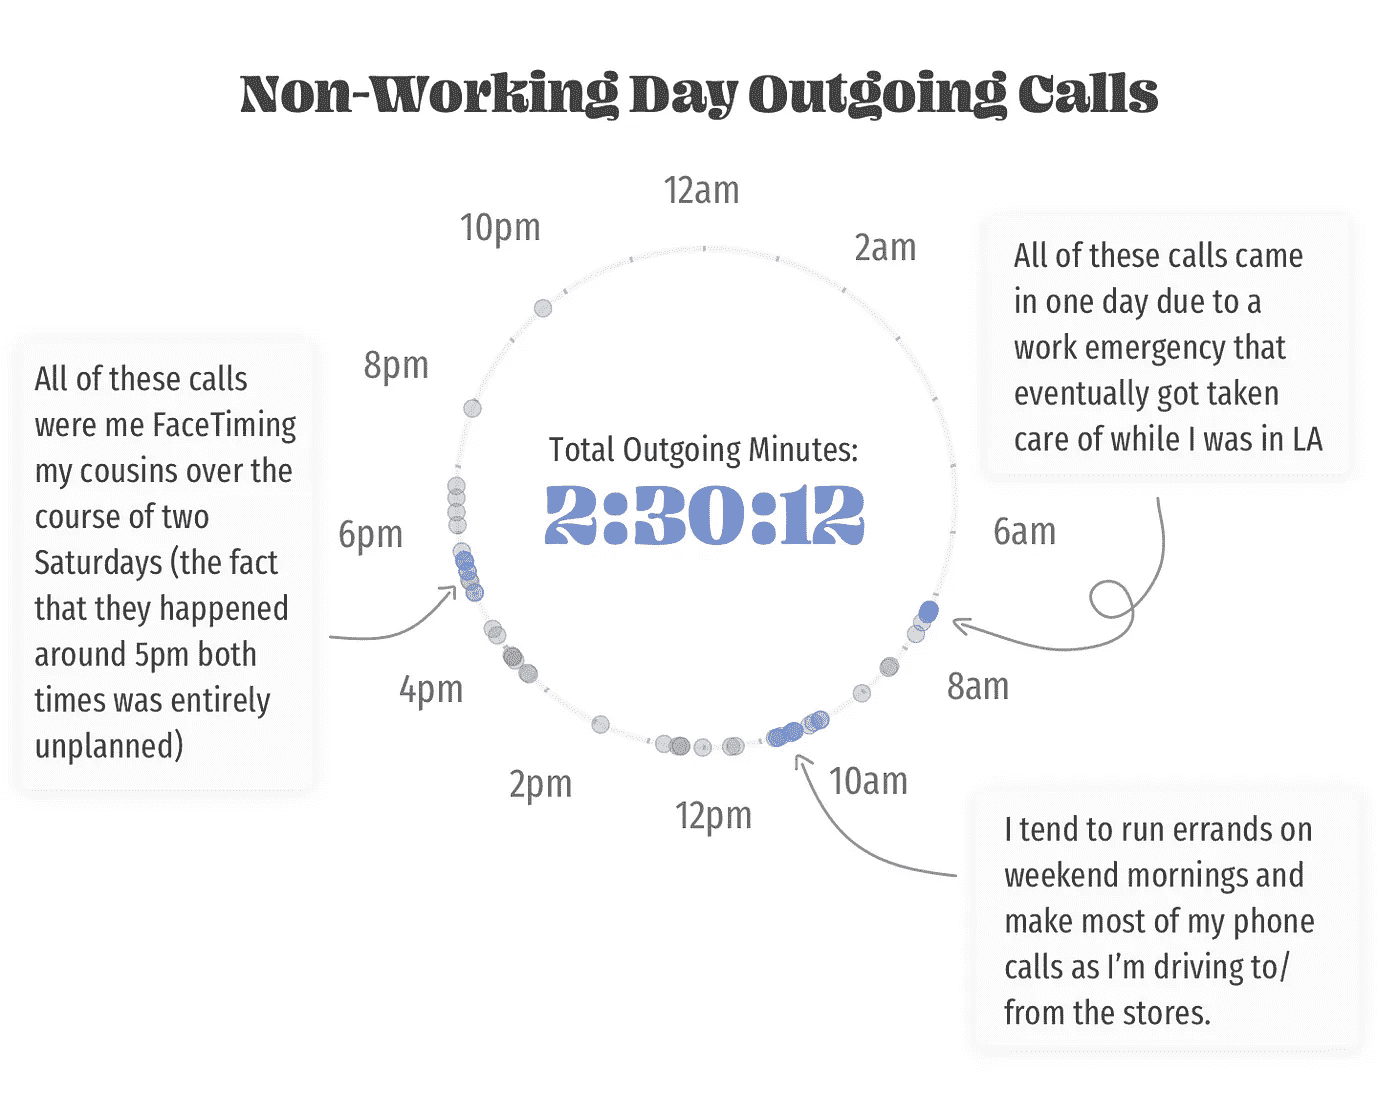 Non-Working Day Outgoing Calls
12am
10pm
2am
All of these calls came
in one day due to a
work emergency that
eventually got taken
care of while I was in LA
8pm
All of these calls
were me FaceTiming
my cousins over the
course of two
Saturdays (the fact
that they happened
around 5pm both
times was entirely
unplanned)
Total Outgoing Minutes:
2:30:12
6pm
6am
4pm
8am
2pm
10am
12pm
I tend to run errands on
weekend mornings and
make most of my phone
calls as I'm driving to/
from the stores.